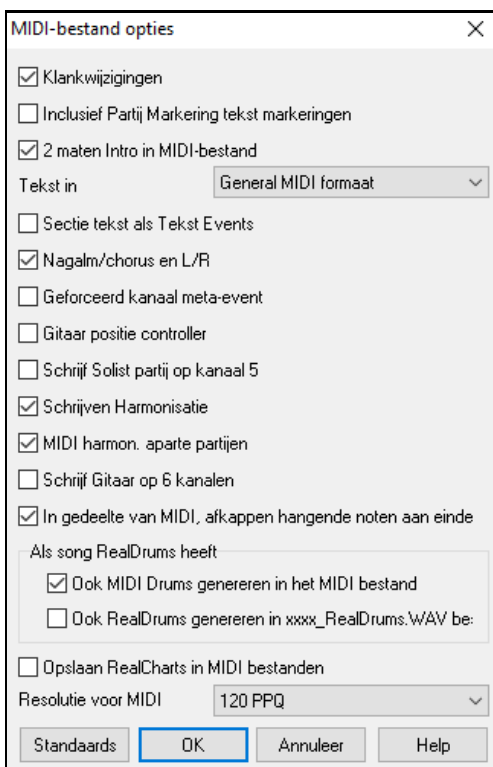 MIDI-bestand opties
Klankwijzigingen
Inclusief Partij Markering tekst markeringen
2 maten Intro in MIDI-bestand
Tekst in General MIDI formaat
Sectie tekst als Tekst Events
Nagalm/chorus en L/R
Geforceerd kanaal meta-event
Gitaar positie controller
Schrijf Solist partij op kanaal 5
Schrijven Harmonisatie
MIDI harmon. aparte partijen
Schrijf Gitaar op 6 kanalen
In gedeelte van MIDI, afkappen hangende noten aan einde
Als song RealDrums heeft
Ook MIDI Drums genereren in het MIDI bestand
Ook RealDrums genereren in xxxx_RealDrums.WAV be:
Opslaan RealCharts in MIDI bestanden
Resolutie voor MIDI 120 PPQ
Standaards OK Annuleer Help